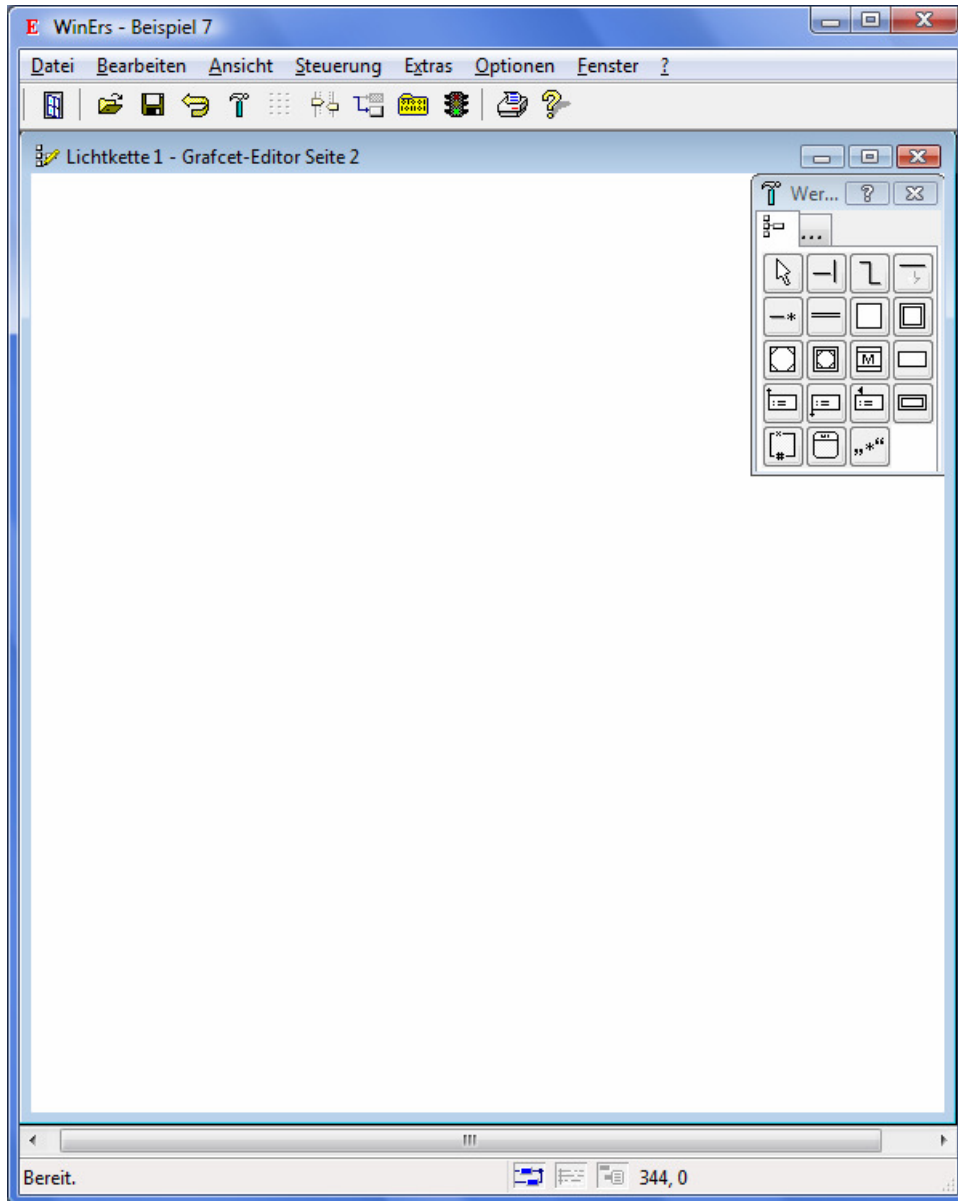 E WinErs - Beispiel 7
Datei Bearbeiten Ansicht Steuerung Extras Optionen Fenster ?
Lichtkette 1 - Grafcet-Editor Seite 2
Wer... ?
...
M
:= := :=
# „*“
Bereit. 344, 0